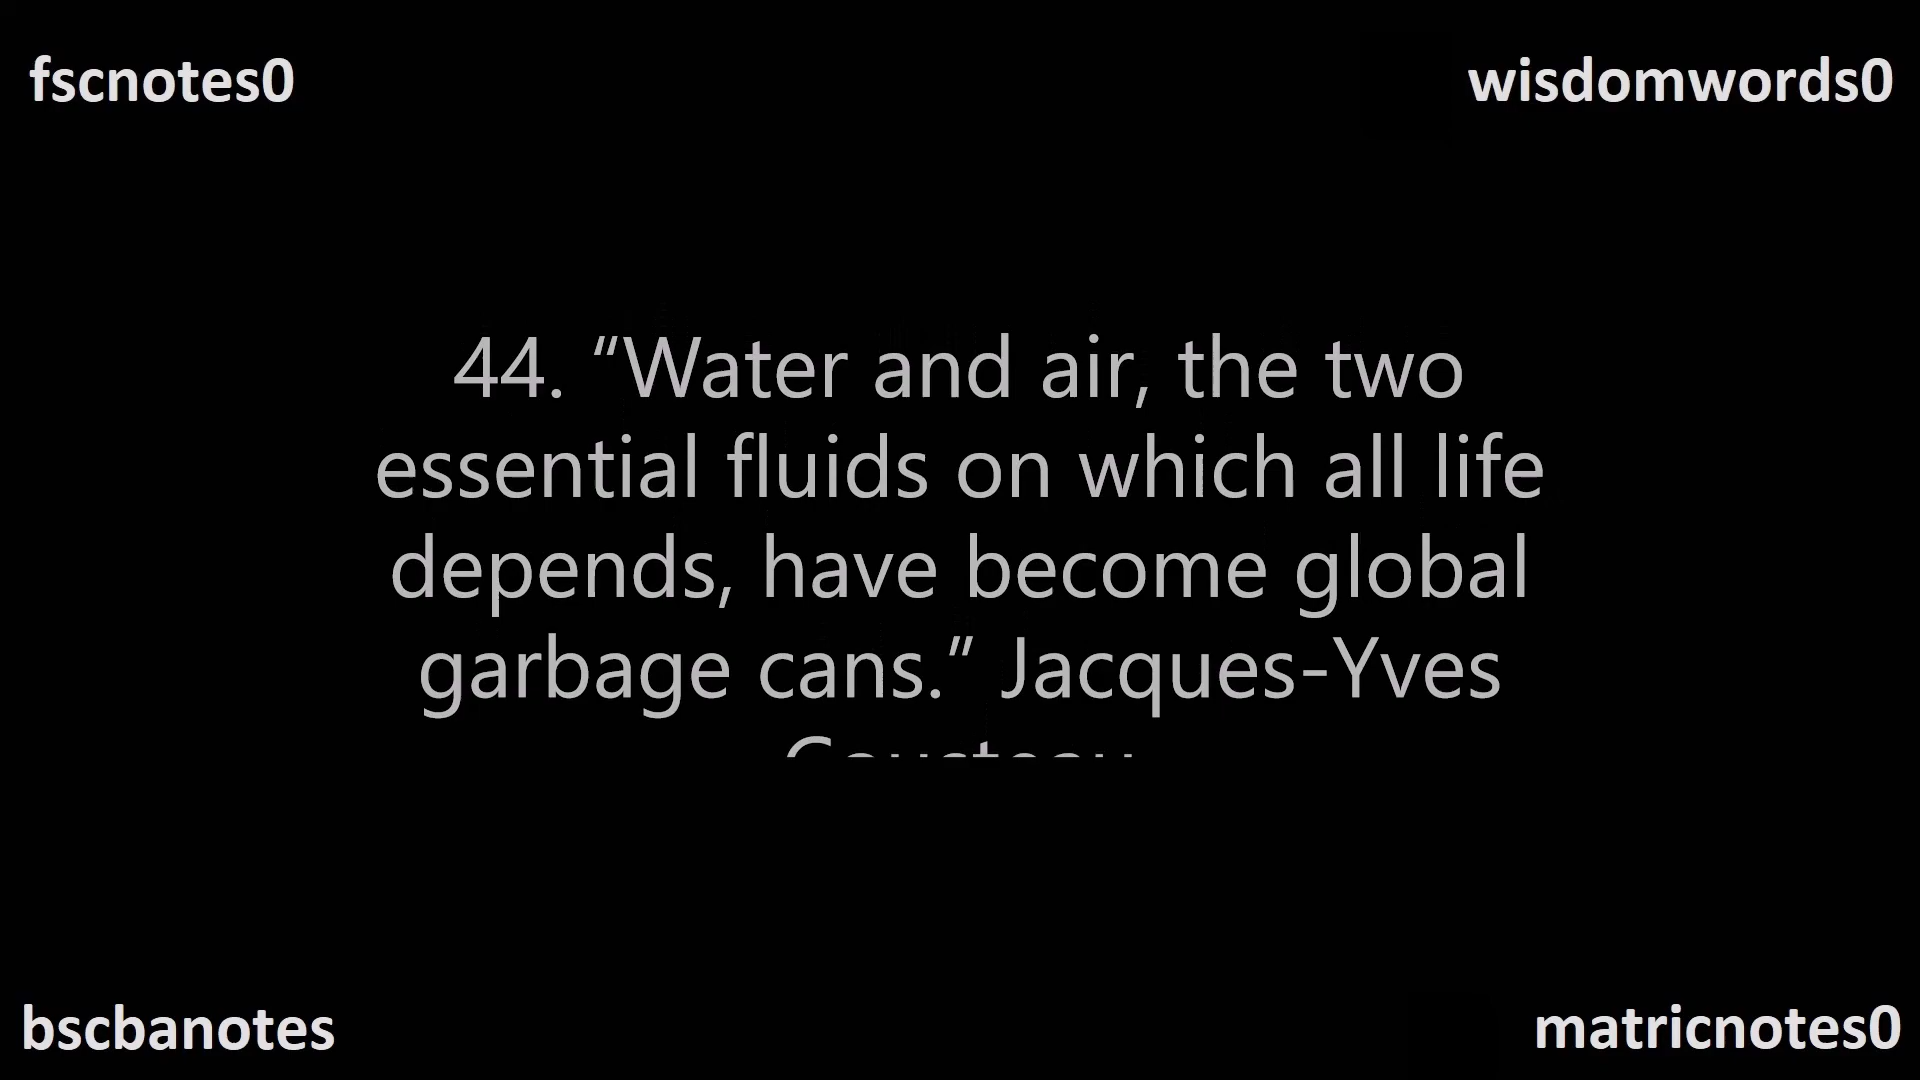 fscnotes0
wisdomwords0
44. “Water and air, the two
essential fluids on which all life
depends, have become global
garbage cans.” Jacques-Yves
bscbanotes
matricnotes0